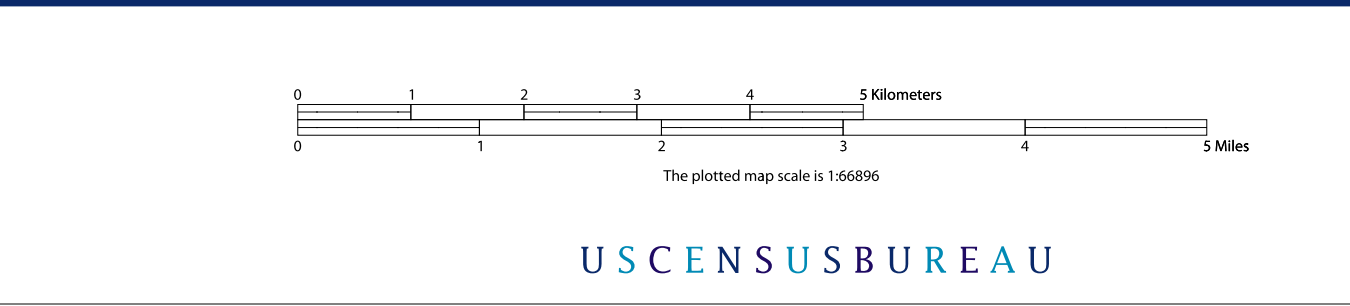 0 1 2 3 4 5 Kilometers
0 1 2 3 4 5 Miles
The plotted map scale is 1:66896
USCENSUSBUREAU